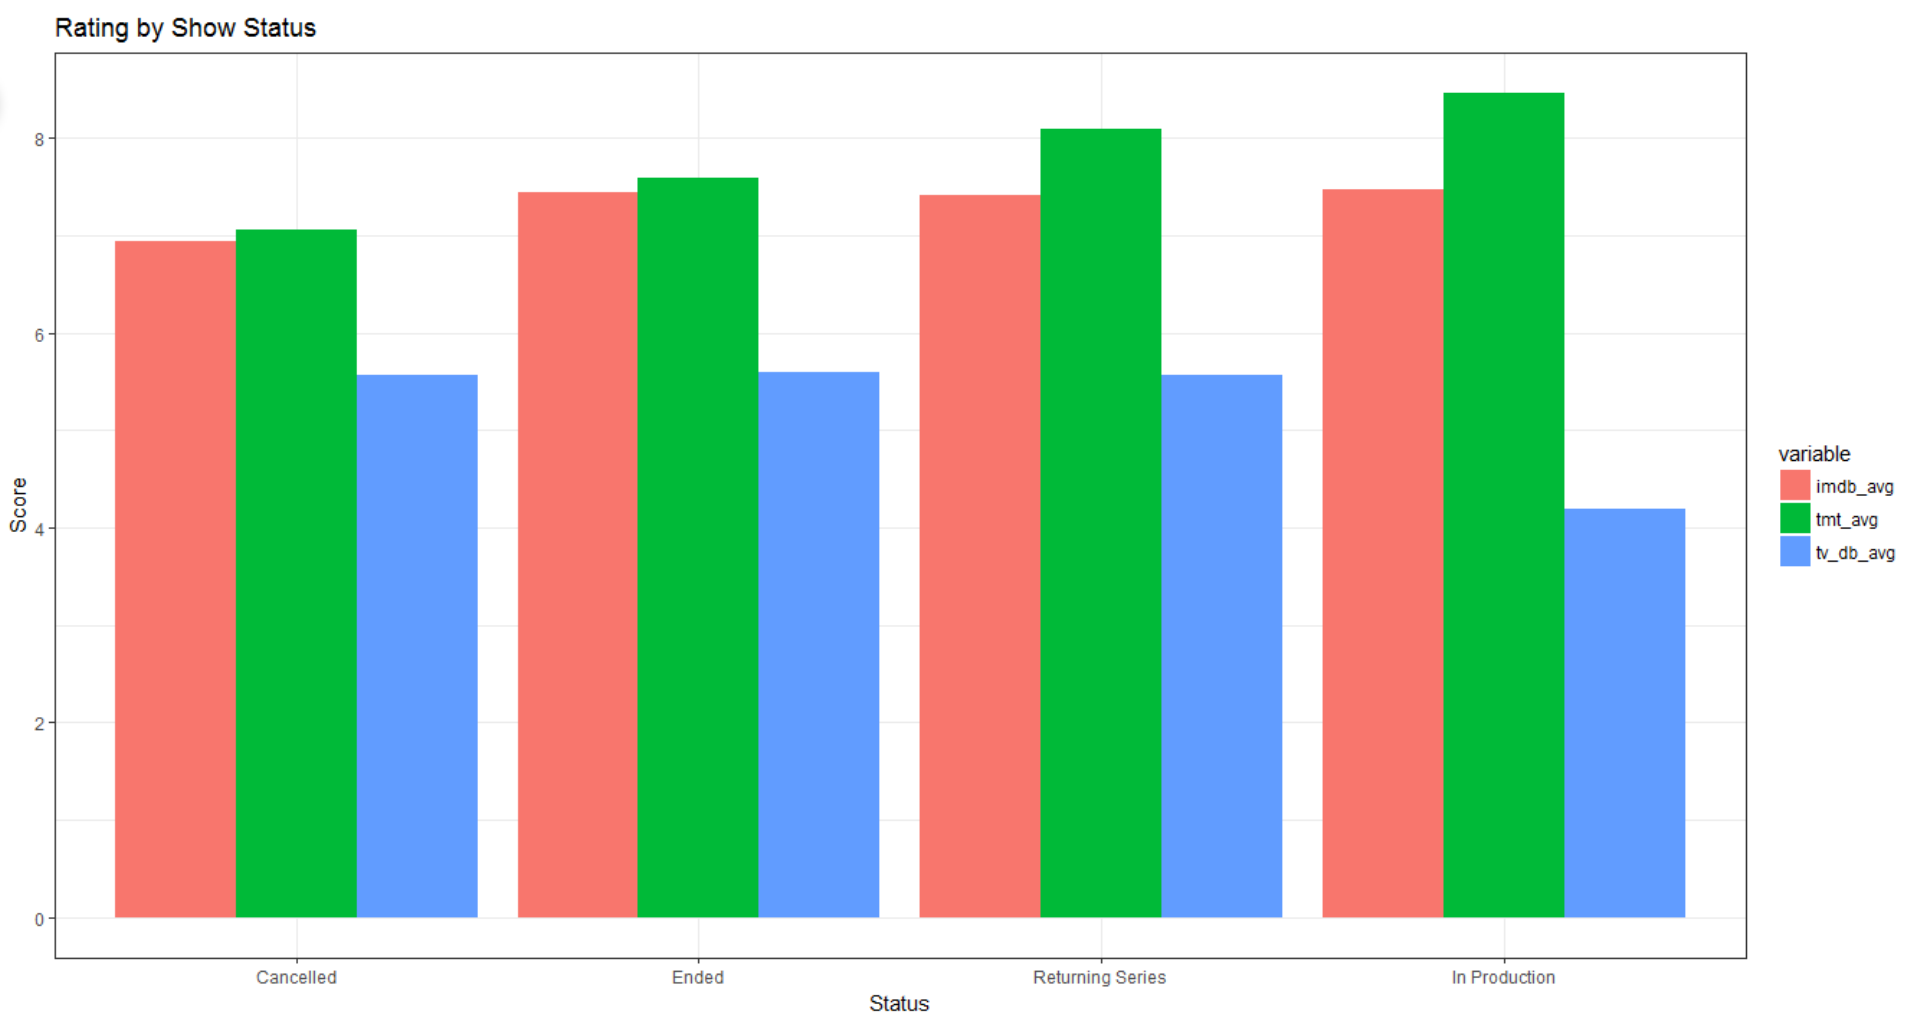 Rating by Show Status
8
6
4
2
0
Score
Cancelled
Ended
Returning Series
In Production
Status
variable
imdb_avg
tmt_avg
tv_db_avg